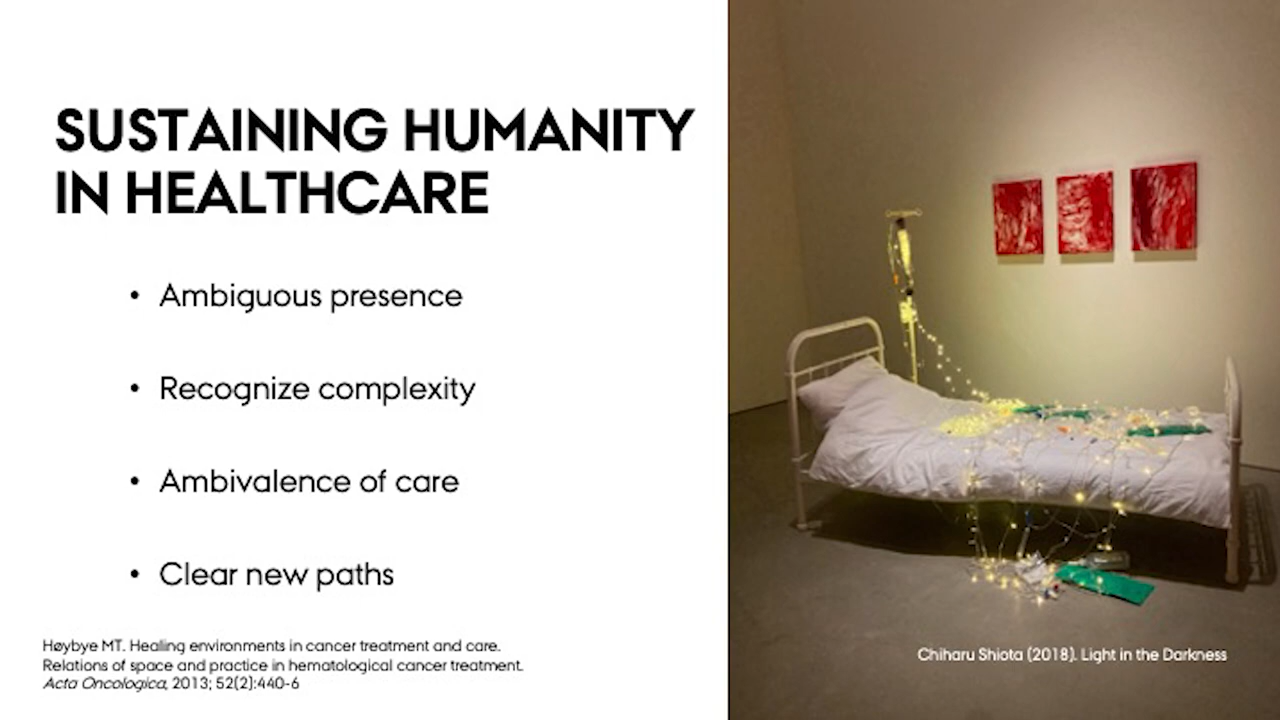 SUSTAINING HUMANITY
IN HEALTHCARE
• Ambiguous presence
• Recognize complexity
• Ambivalence of care
• Clear new paths
Høybye MT. Healing environments in cancer treatment and care.
Relations of space and practice in hematological cancer treatment.
Acta Oncologica, 2013; 52(2):440-6
Chiharu Shiota (2018). Light in the Darkness